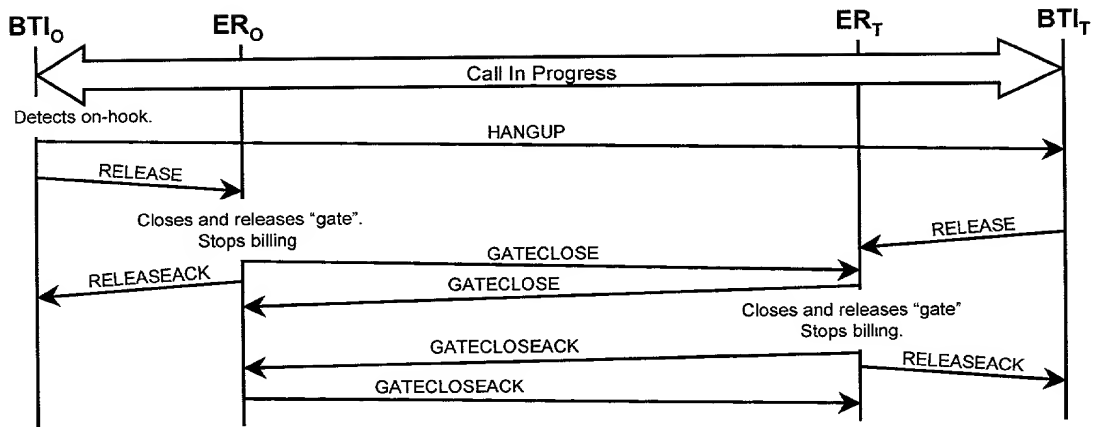 BTIO ERO ERT BTIT
Call In Progress
Detects on-hook.
HANGUP
RELEASE
Closes and releases “gate”.
Stops billing
RELEASE
GATECLOSE
RELEASEACK
GATECLOSE
Closes and releases “gate”
Stops billing.
GATECLOSEACK
RELEASEACK
GATECLOSEACK